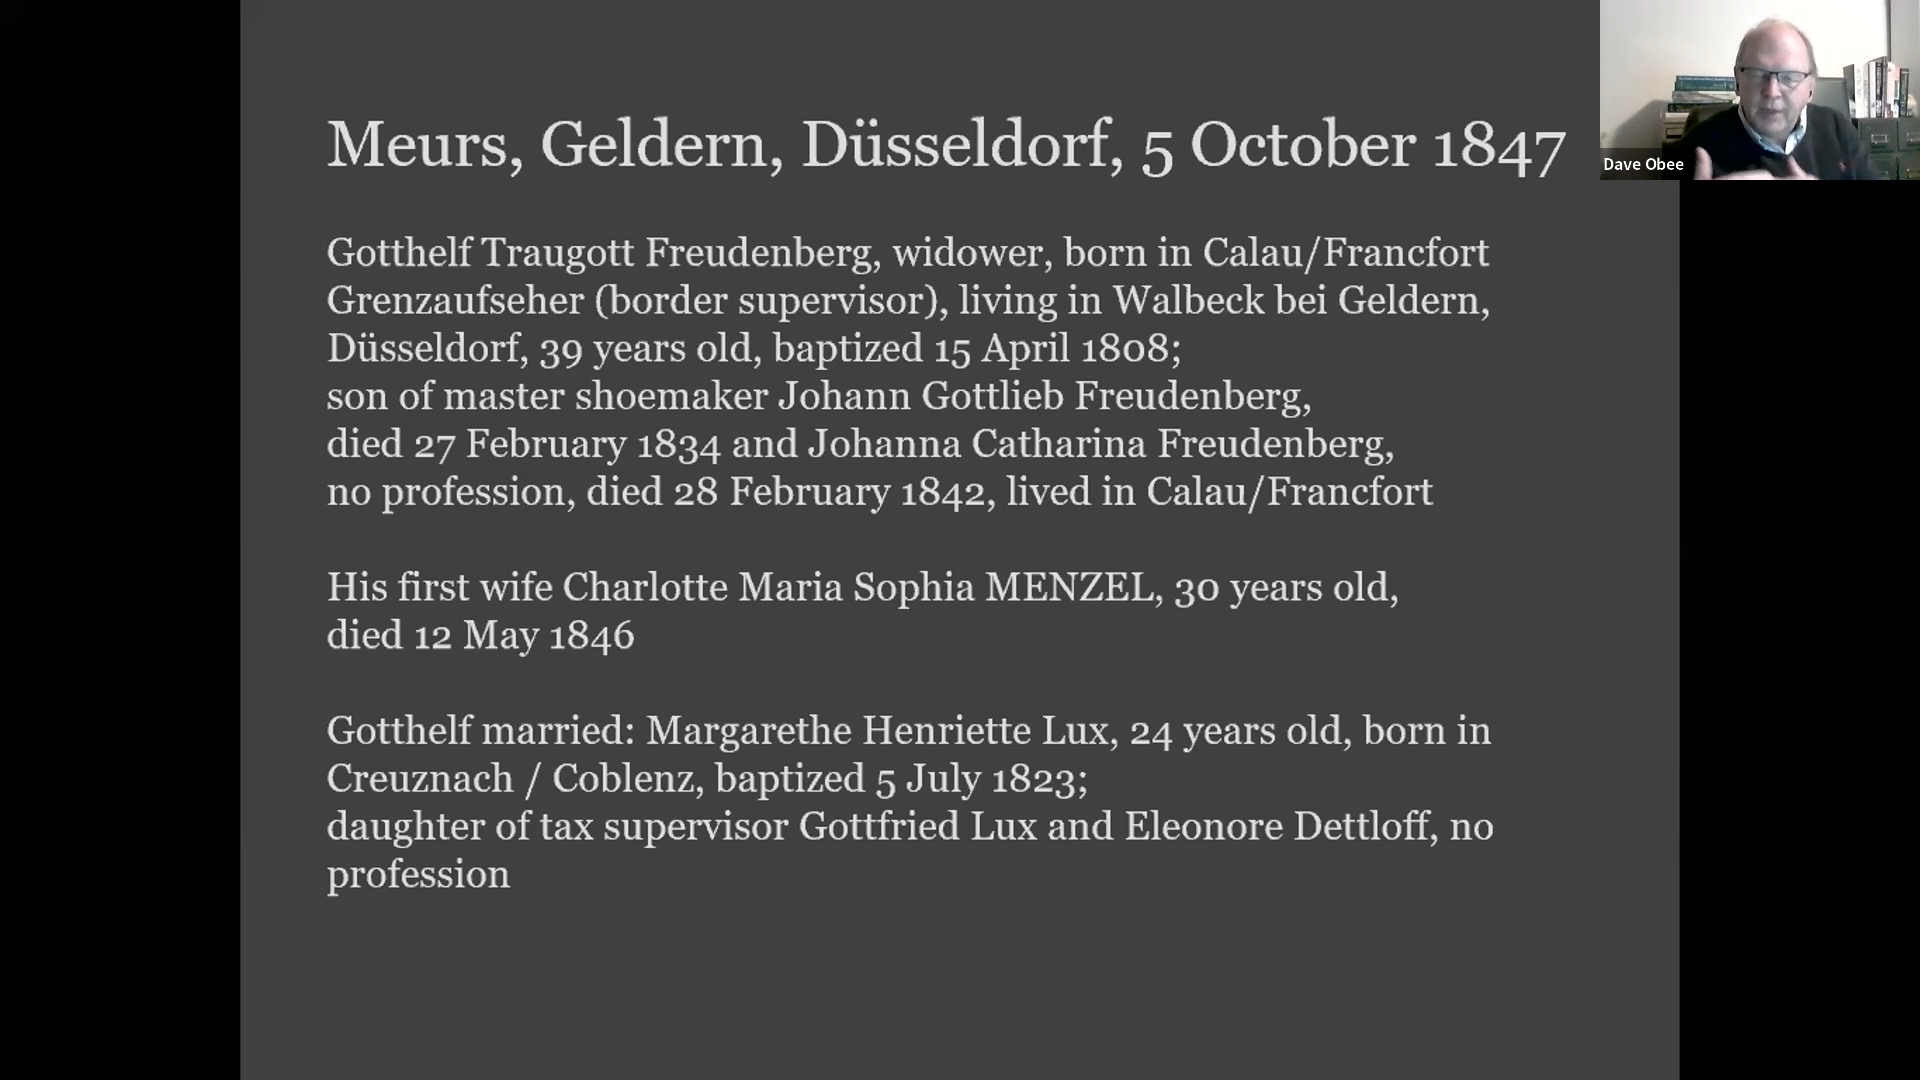 Meurs, Geldern, Düsseldorf, 5 October 1847
Gotthelf Traugott Freudenberg, widower, born in Calau/Francfort
Grenzaufseher (border supervisor), living in Walbeck bei Geldern,
Düsseldorf, 39 years old, baptized 15 April 1808;
son of master shoemaker Johann Gottlieb Freudenberg,
died 27 February 1834 and Johanna Catharina Freudenberg,
no profession, died 28 February 1842, lived in Calau/Francfort
His first wife Charlotte Maria Sophia MENZEL, 30 years old,
died 12 May 1846
Gotthelf married: Margarethe Henriette Lux, 24 years old, born in
Creuznach / Coblenz, baptized 5 July 1823;
daughter of tax supervisor Gottfried Lux and Eleonore Dettloff, no
profession
Dave Obee